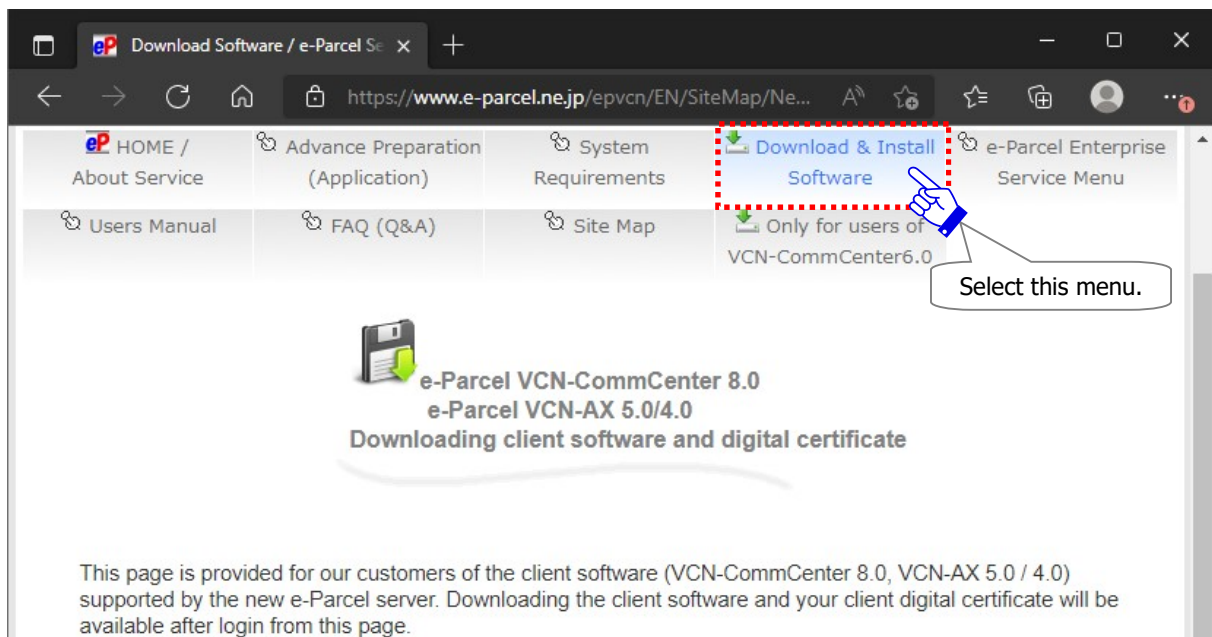 eP Download Software / e-Parcel Se
https://www.e-parcel.ne.jp/epvcn/EN/SiteMap/Ne...
eP HOME /
About Service
Advance Preparation
(Application)
System
Requirements
Download & Install
Software
e-Parcel Enterprise
Service Menu
Users Manual
FAQ (Q&A)
Site Map
Only for users of
VCN-CommCenter6.0
Select this menu.
e-Parcel VCN-CommCenter 8.0
e-Parcel VCN-AX 5.0/4.0
Downloading client software and digital certificate
This page is provided for our customers of the client software (VCN-CommCenter 8.0, VCN-AX 5.0 / 4.0)
supported by the new e-Parcel server. Downloading the client software and your client digital certificate will be
available after login from this page.